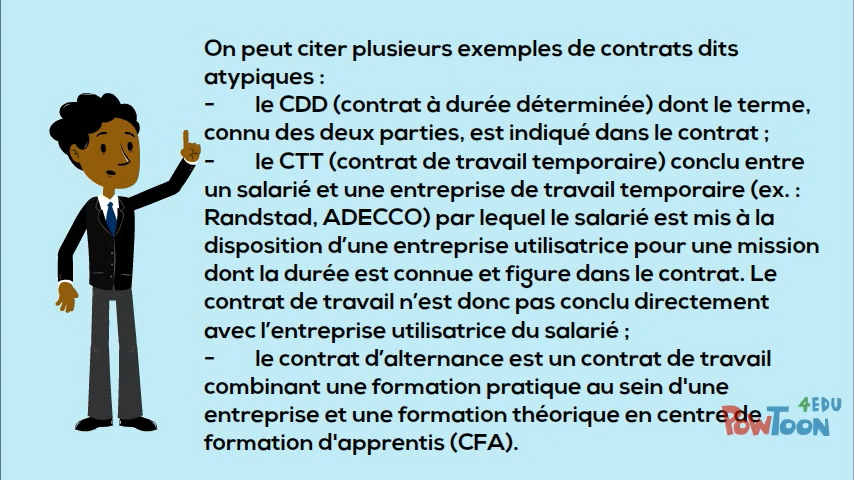 On peut citer plusieurs exemples de contrats dits
atypiques :
- le CDD (contrat à durée déterminée) dont le terme,
connu des deux parties, est indiqué dans le contrat ;
- le CTT (contrat de travail temporaire) conclu entre
un salarié et une entreprise de travail temporaire (ex. :
Randstad, ADECCO) par lequel le salarié est mis à la
disposition d’une entreprise utilisatrice pour une mission
dont la durée est connue et figure dans le contrat. Le
contrat de travail n’est donc pas conclu directement
avec l’entreprise utilisatrice du salarié ;
- le contrat d’alternance est un contrat de travail
combinant une formation pratique au sein d'une
entreprise et une formation théorique en centre de
formation d'apprentis (CFA).
4EDU
POWTOON